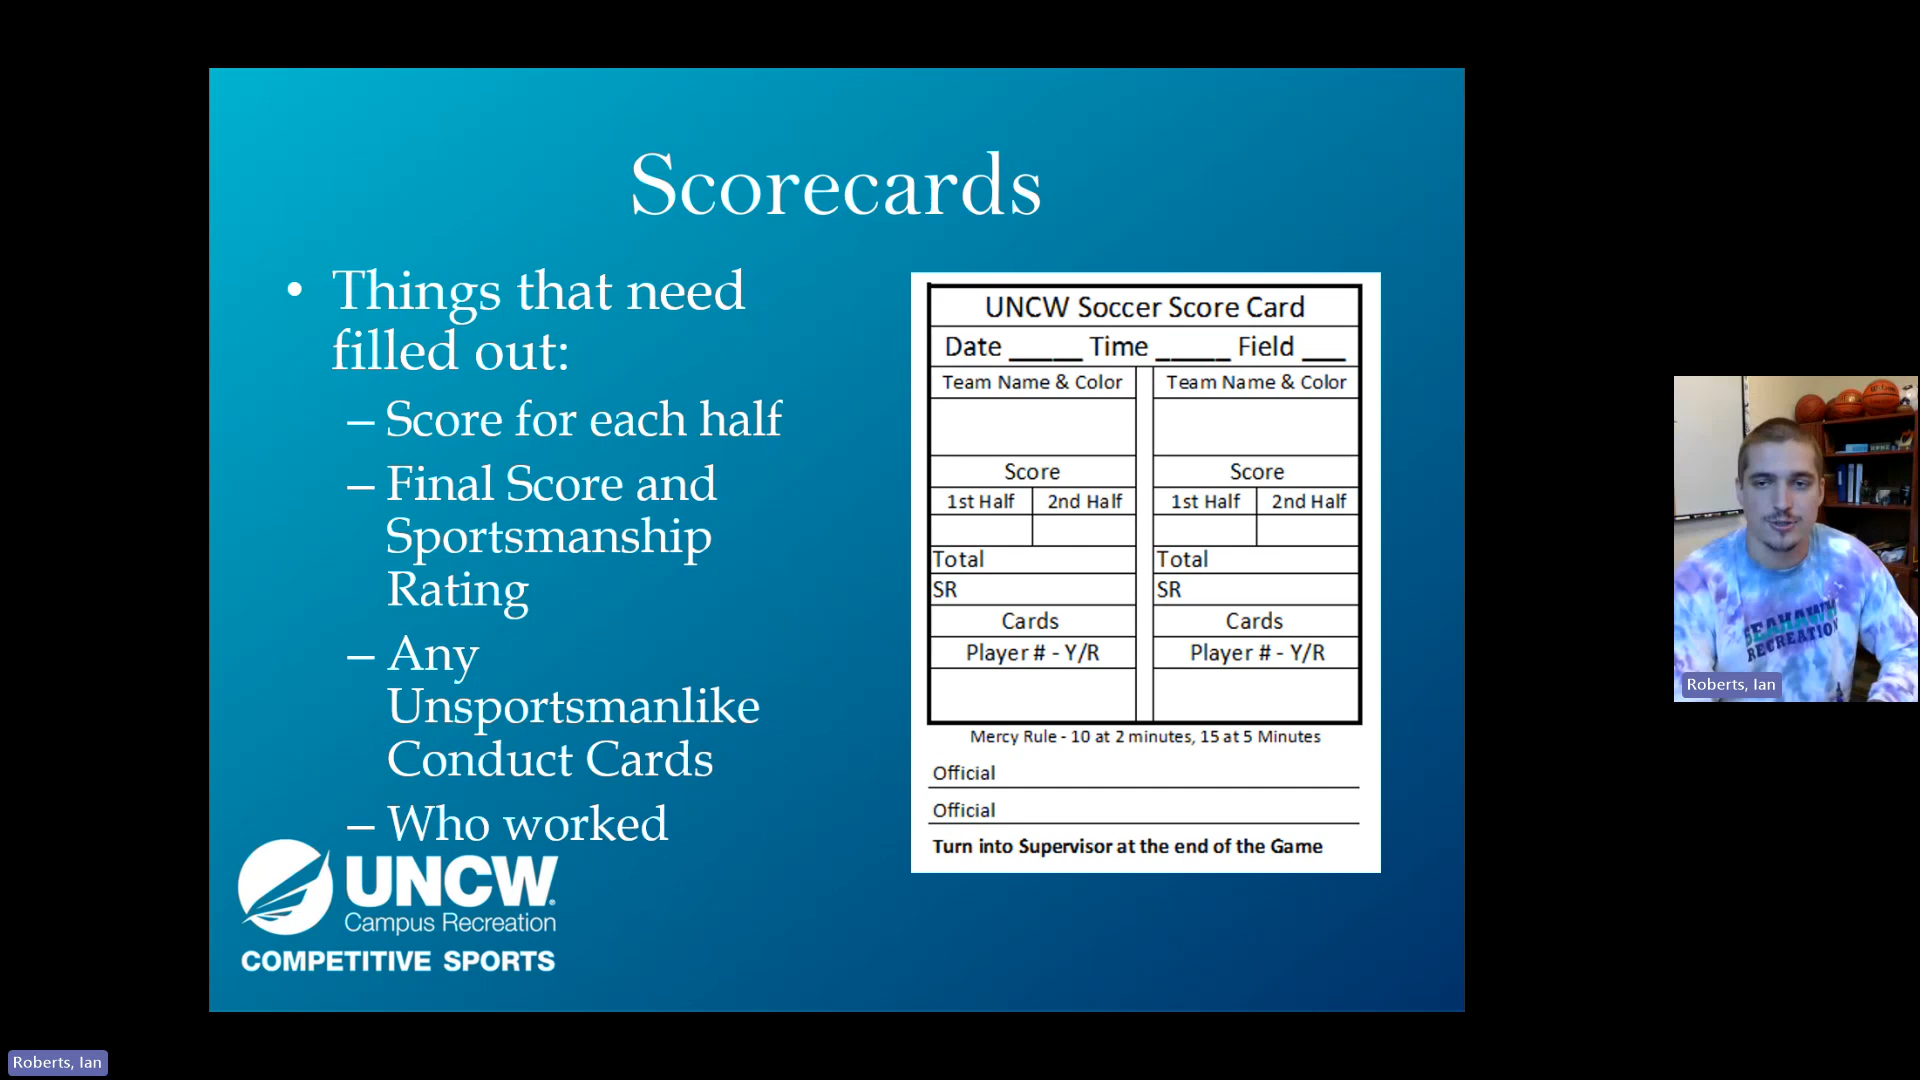 Scorecards
• Things that need
filled out:
– Score for each half
– Final Score and
Sportsmanship
Rating
– Any
Unsportsmanlike
Conduct Cards
– Who worked
UNCW Soccer Score Card
Date _____ Time _____ Field ___
Team Name & Color Team Name & Color
Score Score
1st Half 2nd Half 1st Half 2nd Half
Total Total
SR SR
Cards Cards
Player # - Y/R Player # - Y/R
Mercy Rule - 10 at 2 minutes, 15 at 5 Minutes
Official
Official
Turn into Supervisor at the end of the Game
UNCW®
Campus Recreation
COMPETITIVE SPORTS
SEAHAWK
RECREATION
Roberts, Ian
Roberts, Ian